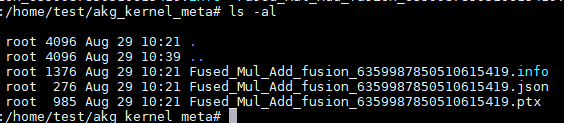 :/home/test/akg_kernel_meta# ls -al
root 4096 Aug 29 10:21 .
root 4096 Aug 29 10:39 ..
root 1376 Aug 29 10:21 Fused_Mul_Add_fusion_6359987850510615419.info
root 276 Aug 29 10:21 Fused_Mul_Add_fusion_6359987850510615419.json
root 985 Aug 29 10:21 Fused_Mul_Add_fusion_6359987850510615419.ptx
:/home/test/akg_kernel_meta#